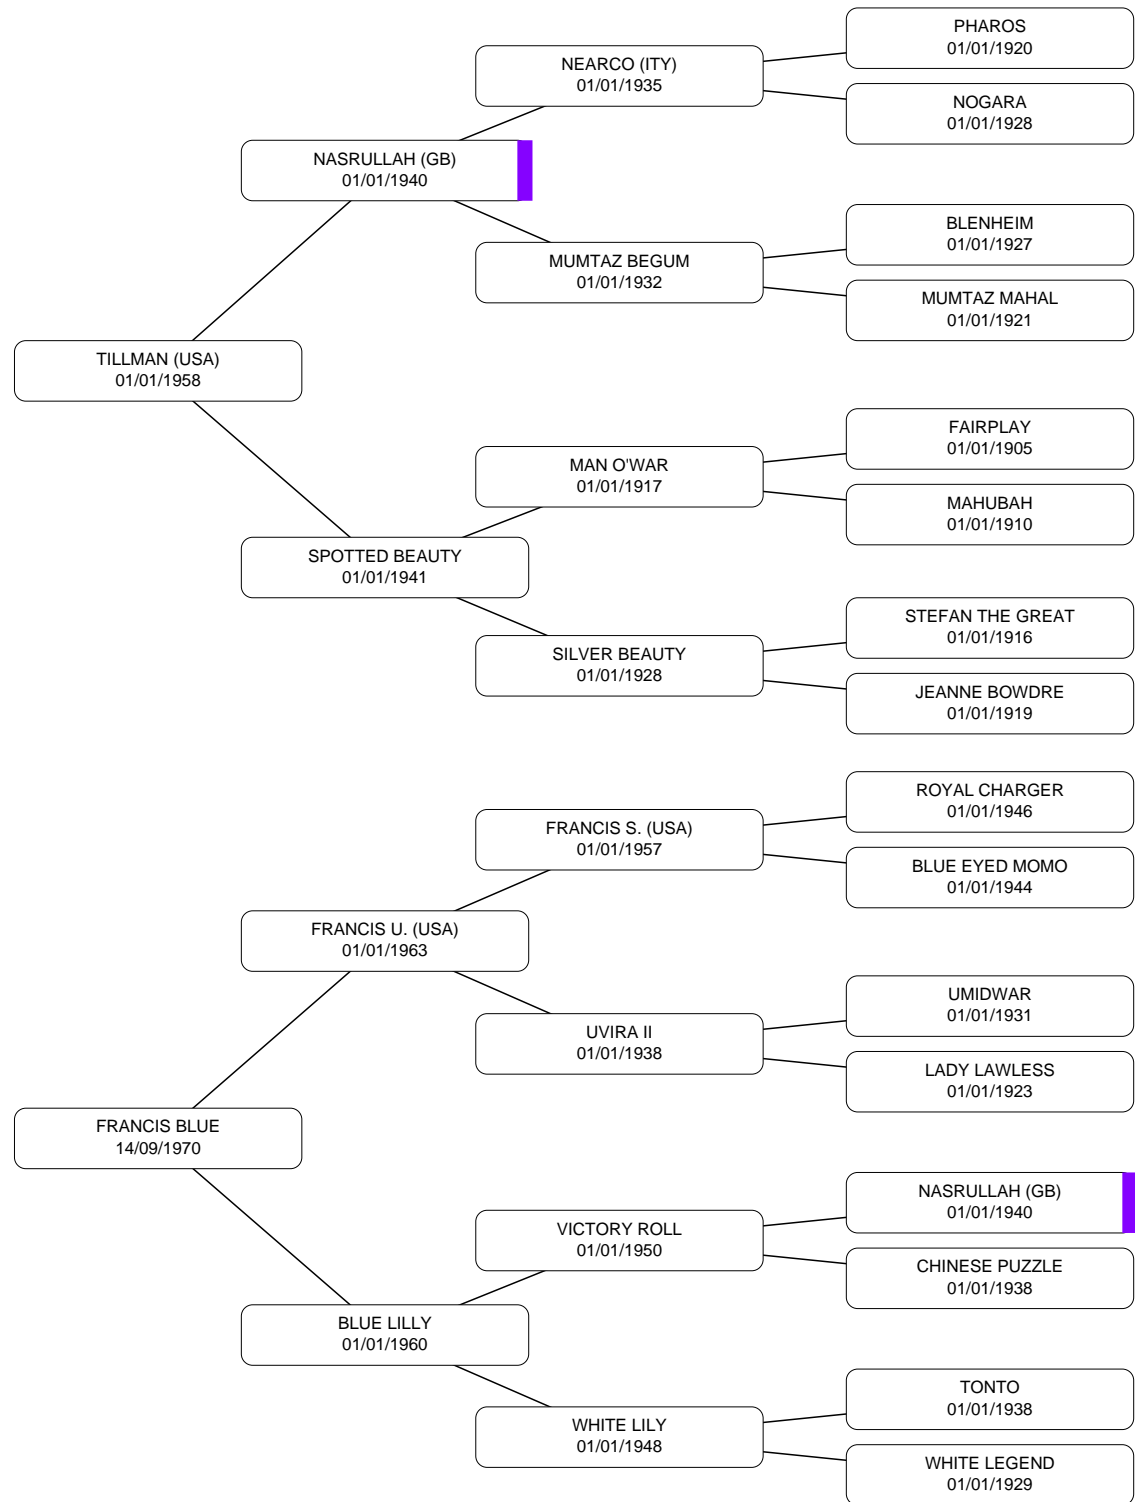 PHAROS
01/01/1920
NEARCO (ITY)
01/01/1935
NOGARA
01/01/1928
NASRULLAH (GB)
01/01/1940
BLENHEIM
01/01/1927
MUMTAZ BEGUM
01/01/1932
MUMTAZ MAHAL
01/01/1921
TILLMAN (USA)
01/01/1958
FAIRPLAY
01/01/1905
MAN O'WAR
01/01/1917
MAHUBAH
01/01/1910
SPOTTED BEAUTY
01/01/1941
STEFAN THE GREAT
01/01/1916
SILVER BEAUTY
01/01/1928
JEANNE BOWDRE
01/01/1919
ROYAL CHARGER
01/01/1946
FRANCIS S. (USA)
01/01/1957
BLUE EYED MOMO
01/01/1944
FRANCIS U. (USA)
01/01/1963
UMIDWAR
01/01/1931
UVIRA II
01/01/1938
LADY LAWLESS
01/01/1923
FRANCIS BLUE
14/09/1970
NASRULLAH (GB)
01/01/1940
VICTORY ROLL
01/01/1950
CHINESE PUZZLE
01/01/1938
BLUE LILLY
01/01/1960
TONTO
01/01/1938
WHITE LILY
01/01/1948
WHITE LEGEND
01/01/1929